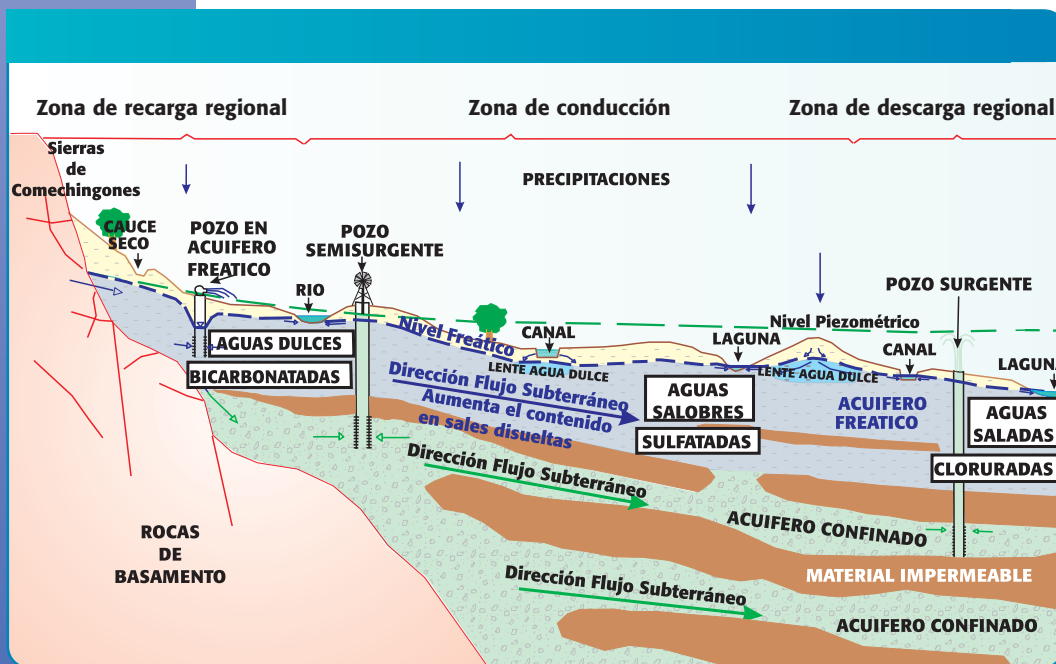 Zona de recarga regional
Zona de conducción
Zona de descarga regional
Sierras
de
Comechingones
PRECIPITACIONES
CAUCE
SECO
POZO EN
ACUIFERO
FREATICO
POZO
SEMISURGENTE
RIO
POZO SURGENTE
Nivel Piezométrico
Nivel Freático
CANAL
LAGUNA
CANAL
LAGUN
AGUAS DULCES
BICARBONATADAS
LENTE AGUA DULCE
LENTE AGUA DULCE
Dirección Flujo Subterráneo
Aumenta el contenido
en sales disueltas
AGUAS
SALOBRES
SULFATADAS
ACUIFERO
FREATICO
AGUAS
SALADAS
CLORURADAS
Dirección Flujo Subterráneo
ACUIFERO CONFINADO
ROCAS
DE
BASAMENTO
MATERIAL IMPERMEABLE
Dirección Flujo Subterráneo
ACUIFERO CONFINADO